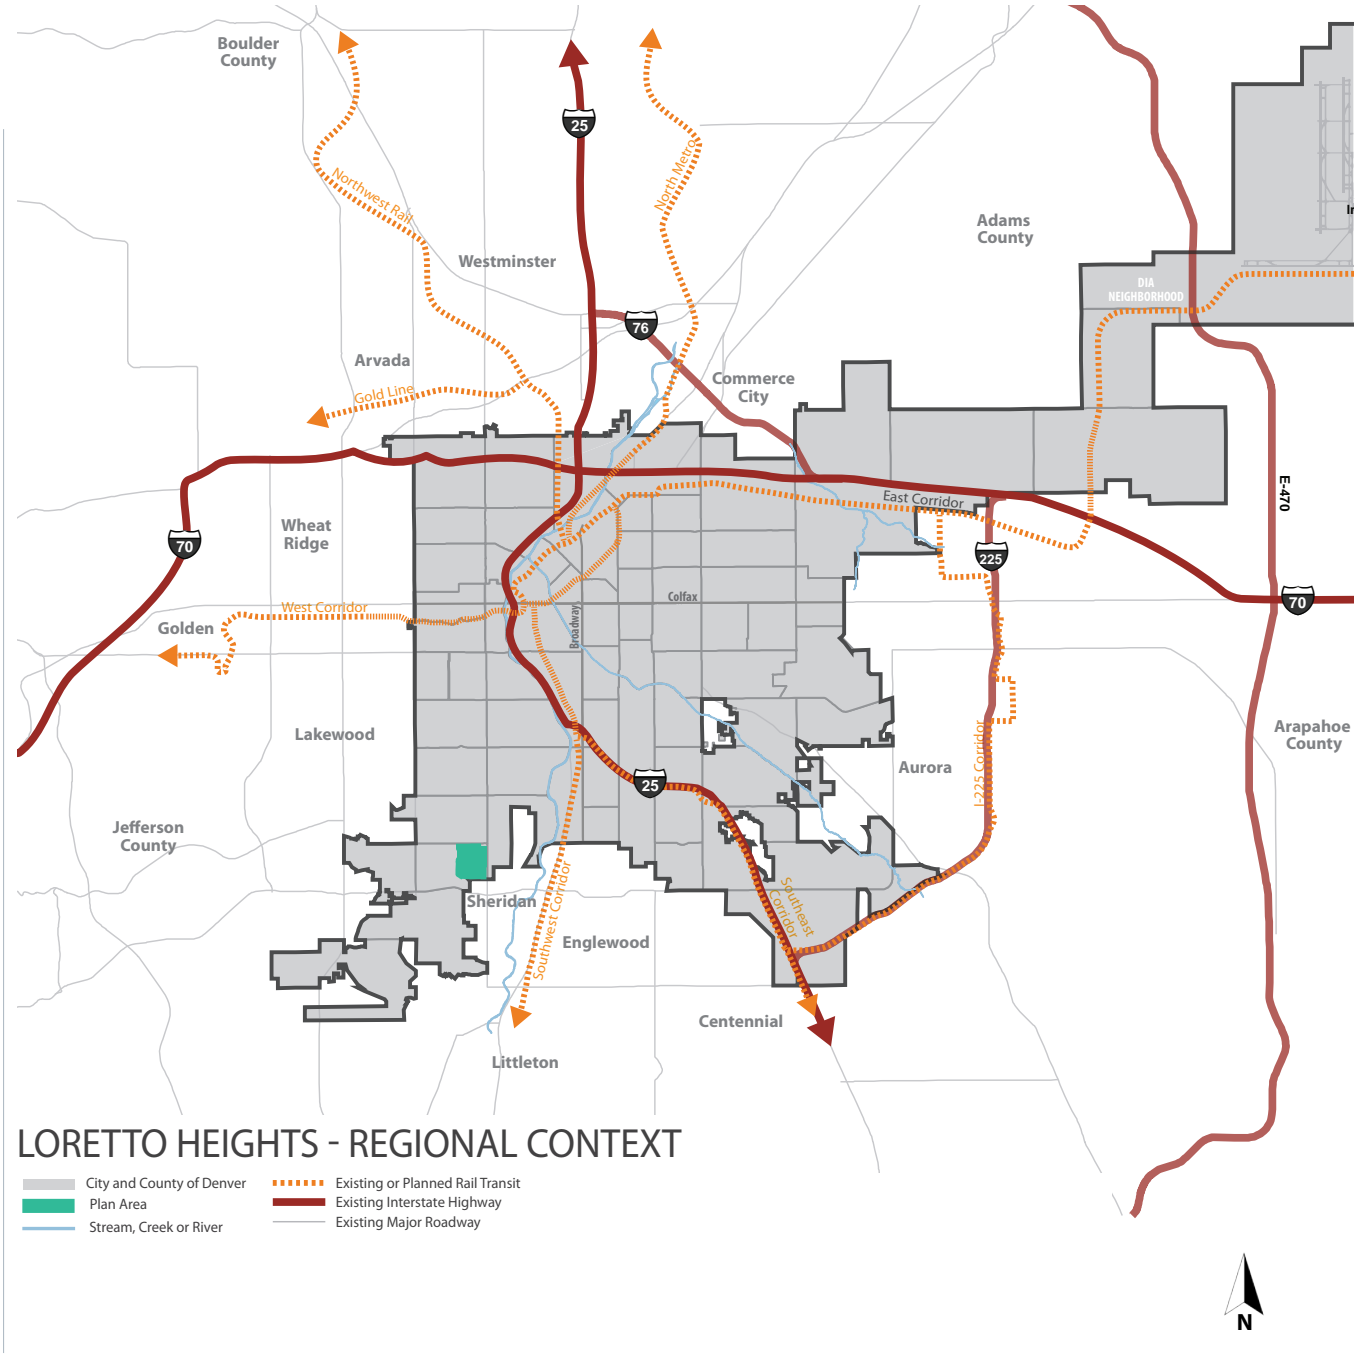 Boulder
County
25
Northwest Rail
North Metro
Adams
County
Westminster
DIA
NEIGHBORHOOD
76
Arvada
Gold Line
Commerce
City
East Corridor
E-470
Wheat
Ridge
70
225
70
Colfax
West Corridor
Broadway
Golden
Lakewood
Arapahoe
County
Aurora
I-225 Corridor
25
Jefferson
County
Sheridan
Southwest Corridor
Southeast
Corridor
Englewood
Centennial
Littleton
LORETTO HEIGHTS - REGIONAL CONTEXT
City and County of Denver
Plan Area
Stream, Creek or River
Existing or Planned Rail Transit
Existing Interstate Highway
Existing Major Roadway
N